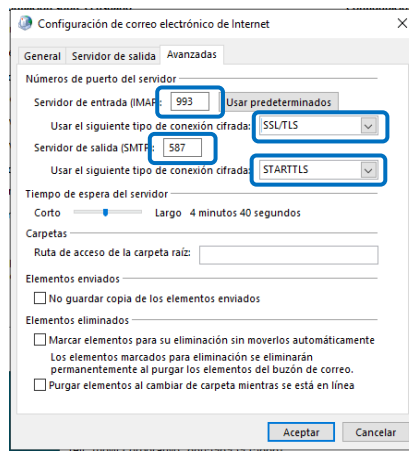 Configuración de correo electrónico de Internet
General Servidor de salida Avanzadas
Números de puerto del servidor
Servidor de entrada (IMAP): 993 Usar predeterminados
Usar el siguiente tipo de conexión cifrada: SSL/TLS
Servidor de salida (SMTP): 587
Usar el siguiente tipo de conexión cifrada: STARTTLS
Tiempo de espera del servidor
Corto Largo 4 minutos 40 segundos
Carpetas
Ruta de acceso de la carpeta raíz:
Elementos enviados
No guardar copia de los elementos enviados
Elementos eliminados
Marcar elementos para su eliminación sin moverlos automáticamente
Los elementos marcados para eliminación se eliminarán
permanentemente al purgar los elementos del buzón de correo.
Purgar elementos al cambiar de carpeta mientras se está en línea
Aceptar Cancelar